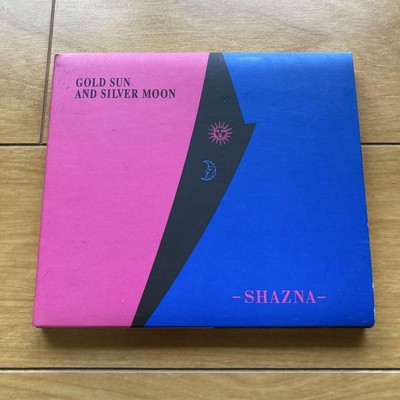 GOLD SUN
AND SILVER MOON
-SHAZNA-